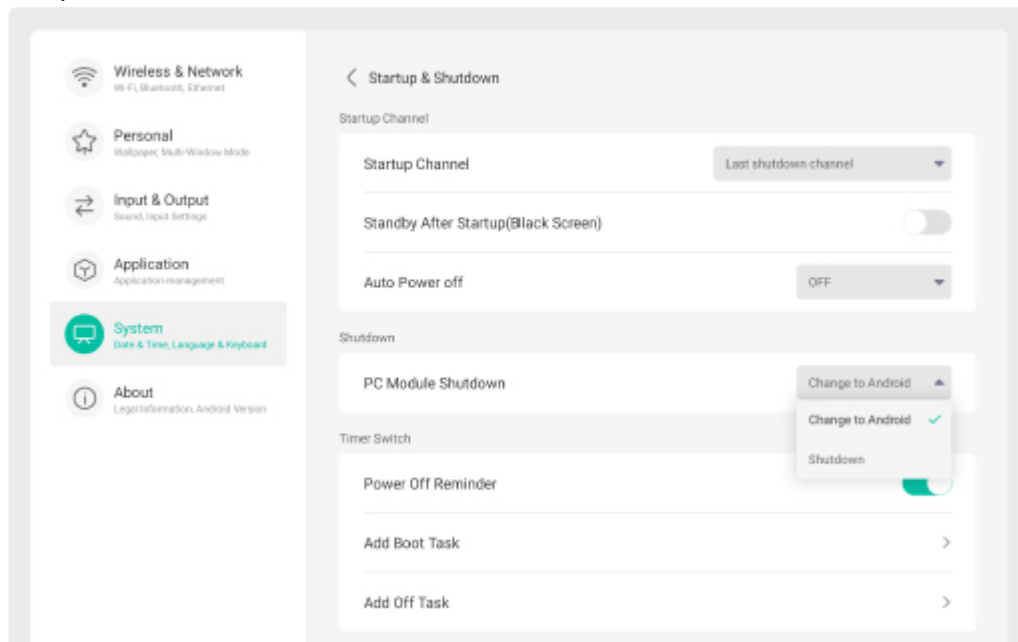 Wireless & Network
Wi-Fi, Bluetooth, Ethernet
Personal
Wallpaper, Multi-Window Mode
Input & Output
Sound, Input Settings
Application
Application management
System
Date & Time, Language & Keyboard
About
Legal Information, Android Version
Startup & Shutdown
Startup Channel
Startup Channel
Last shutdown channel
Standby After Startup(Black Screen)
Auto Power off
OFF
Shutdown
PC Module Shutdown
Change to Android
Change to Android
Shutdown
Timer Switch
Power Off Reminder
Add Boot Task
Add Off Task